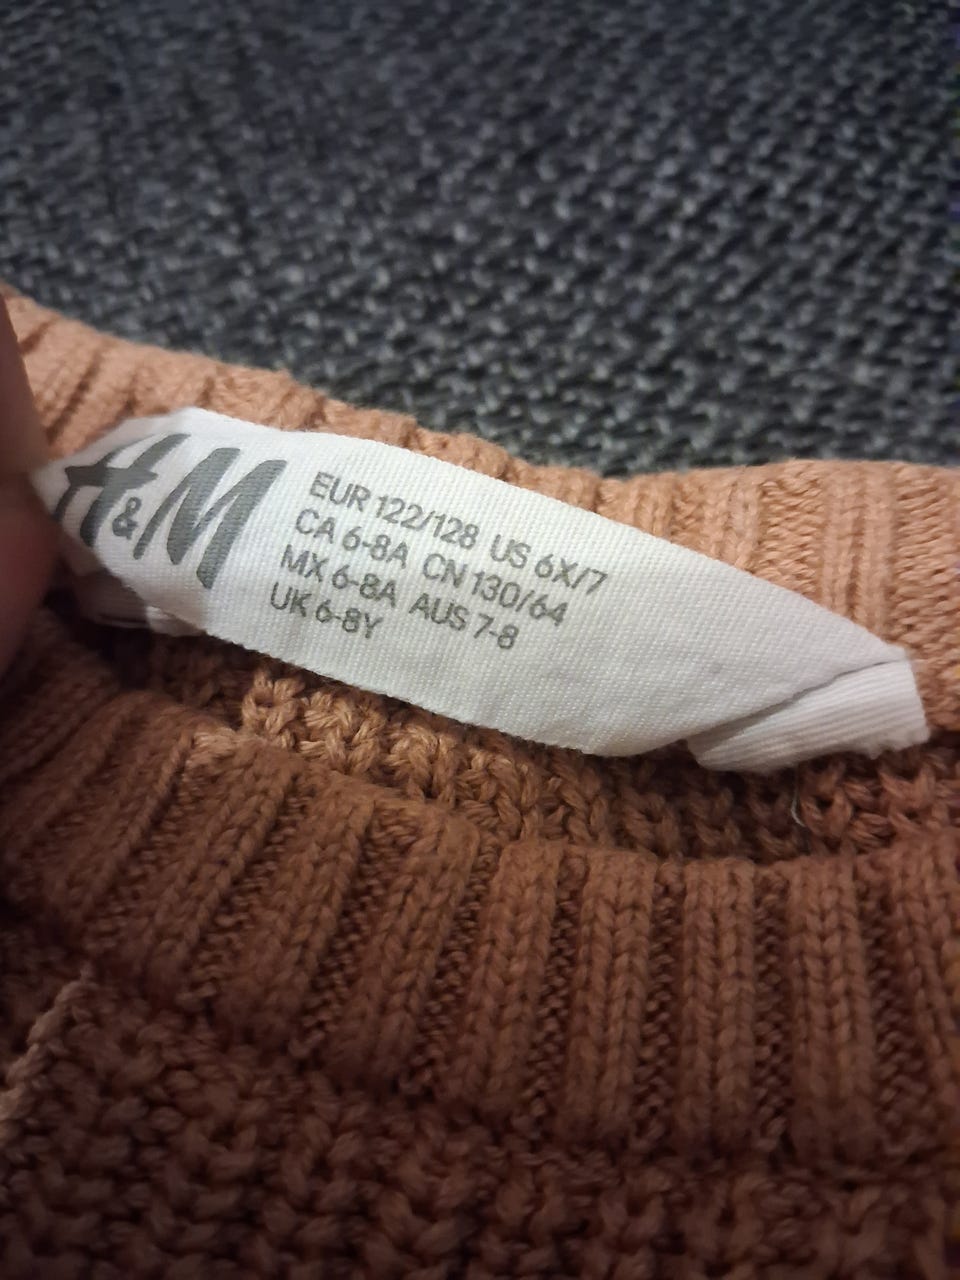 H&M
EUR 122/128 US 6X/7
CA 6-8A CN 130/64
MX 6-8A AUS 7-8
UK 6-8Y